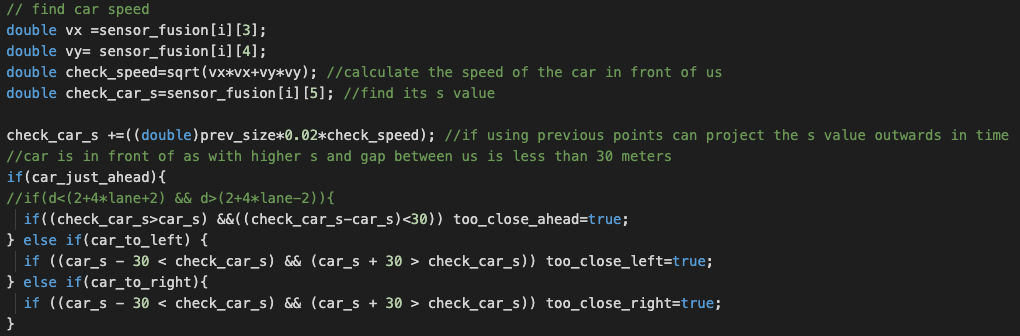 // find car speed
double vx =sensor_fusion[i][3];
double vy= sensor_fusion[i][4];
double check_speed=sqrt(vx*vx+vy*vy); //calculate the speed of the car in front of us
double check_car_s=sensor_fusion[i][5]; //find its s value

check_car_s +=((double)prev_size*0.02*check_speed); //if using previous points can project the s value outwards in time
//car is in front of as with higher s and gap between us is less than 30 meters
if(car_just_ahead){
//if(d<(2+4*lane+2) && d>(2+4*lane-2)){
  if((check_car_s>car_s) &&((check_car_s-car_s)<30)) too_close_ahead=true;
} else if(car_to_left) {
  if ((car_s - 30 < check_car_s) && (car_s + 30 > check_car_s)) too_close_left=true;
} else if(car_to_right){
  if ((car_s - 30 < check_car_s) && (car_s + 30 > check_car_s)) too_close_right=true;
}